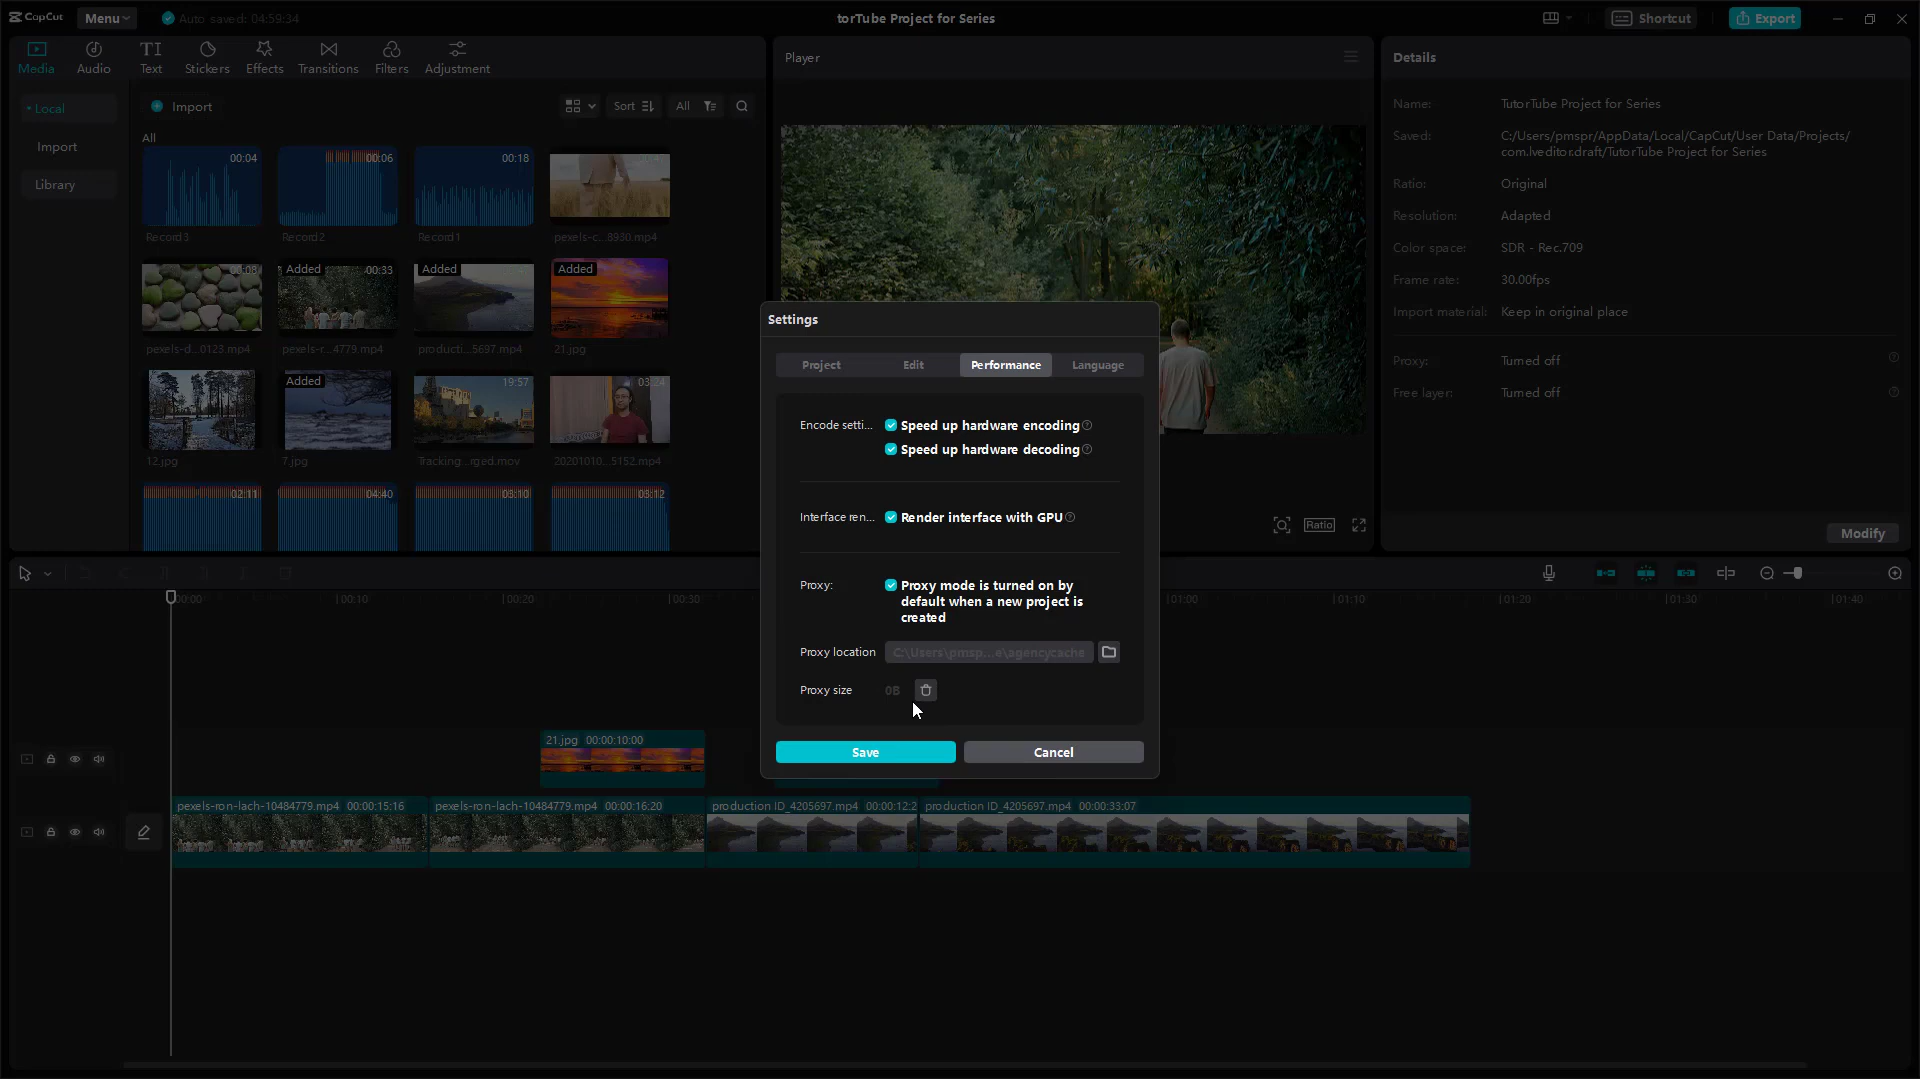 CapCut
Menu
Auto saved: 04:59:34
torTube Project for Series
Shortcut
Export
Media
Audio
TI
Text
Stickers
Effects
Transitions
Filters
Adjustment
Local
Import
Library
Import
Sort
All
All
00:04
Record3
00:06
Record2
00:18
Record1
pexels-c...8930.mp4
00:08
pexels-d...0123.mp4
Added
00:33
pexels-r...4779.mp4
Added
producti...5697.mp4
Added
21.jpg
12.jpg
Added
7.jpg
19:57
Tracking...rged.mov
03:24
20201010...5152.mp4
02:11
04:40
03:10
03:12
Player
Ratio
Details
Name:
TutorTube Project for Series
Saved:
C:/Users/pmspr/AppData/Local/CapCut/User Data/Projects/
com.lveditor.draft/TutorTube Project for Series
Ratio:
Original
Resolution:
Adapted
Color space:
SDR - Rec.709
Frame rate:
30.00fps
Import material:
Keep in original place
Proxy:
Turned off
Free layer:
Turned off
Modify
Settings
Project
Edit
Performance
Language
Encode setti...
Speed up hardware encoding
Speed up hardware decoding
Interface ren...
Render interface with GPU
Proxy:
Proxy mode is turned on by
default when a new project is
created
Proxy location
C:\Users\pmsp...e\agencycache
Proxy size
0B
Save
Cancel
00:00
00:10
00:20
00:30
01:00
01:10
01:20
01:30
01:40
21.jpg 00:00:10:00
pexels-ron-lach-10484779.mp4 00:00:15:16
pexels-ron-lach-10484779.mp4 00:00:16:20
production ID_4205697.mp4 00:00:12:2
production ID_4205697.mp4 00:00:33:07